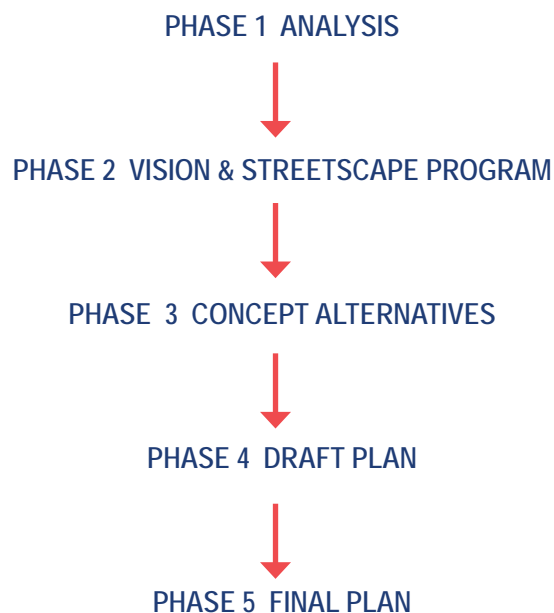 PHASE 1 ANALYSIS
PHASE 2 VISION & STREETSCAPE PROGRAM
PHASE 3 CONCEPT ALTERNATIVES
PHASE 4 DRAFT PLAN
PHASE 5 FINAL PLAN